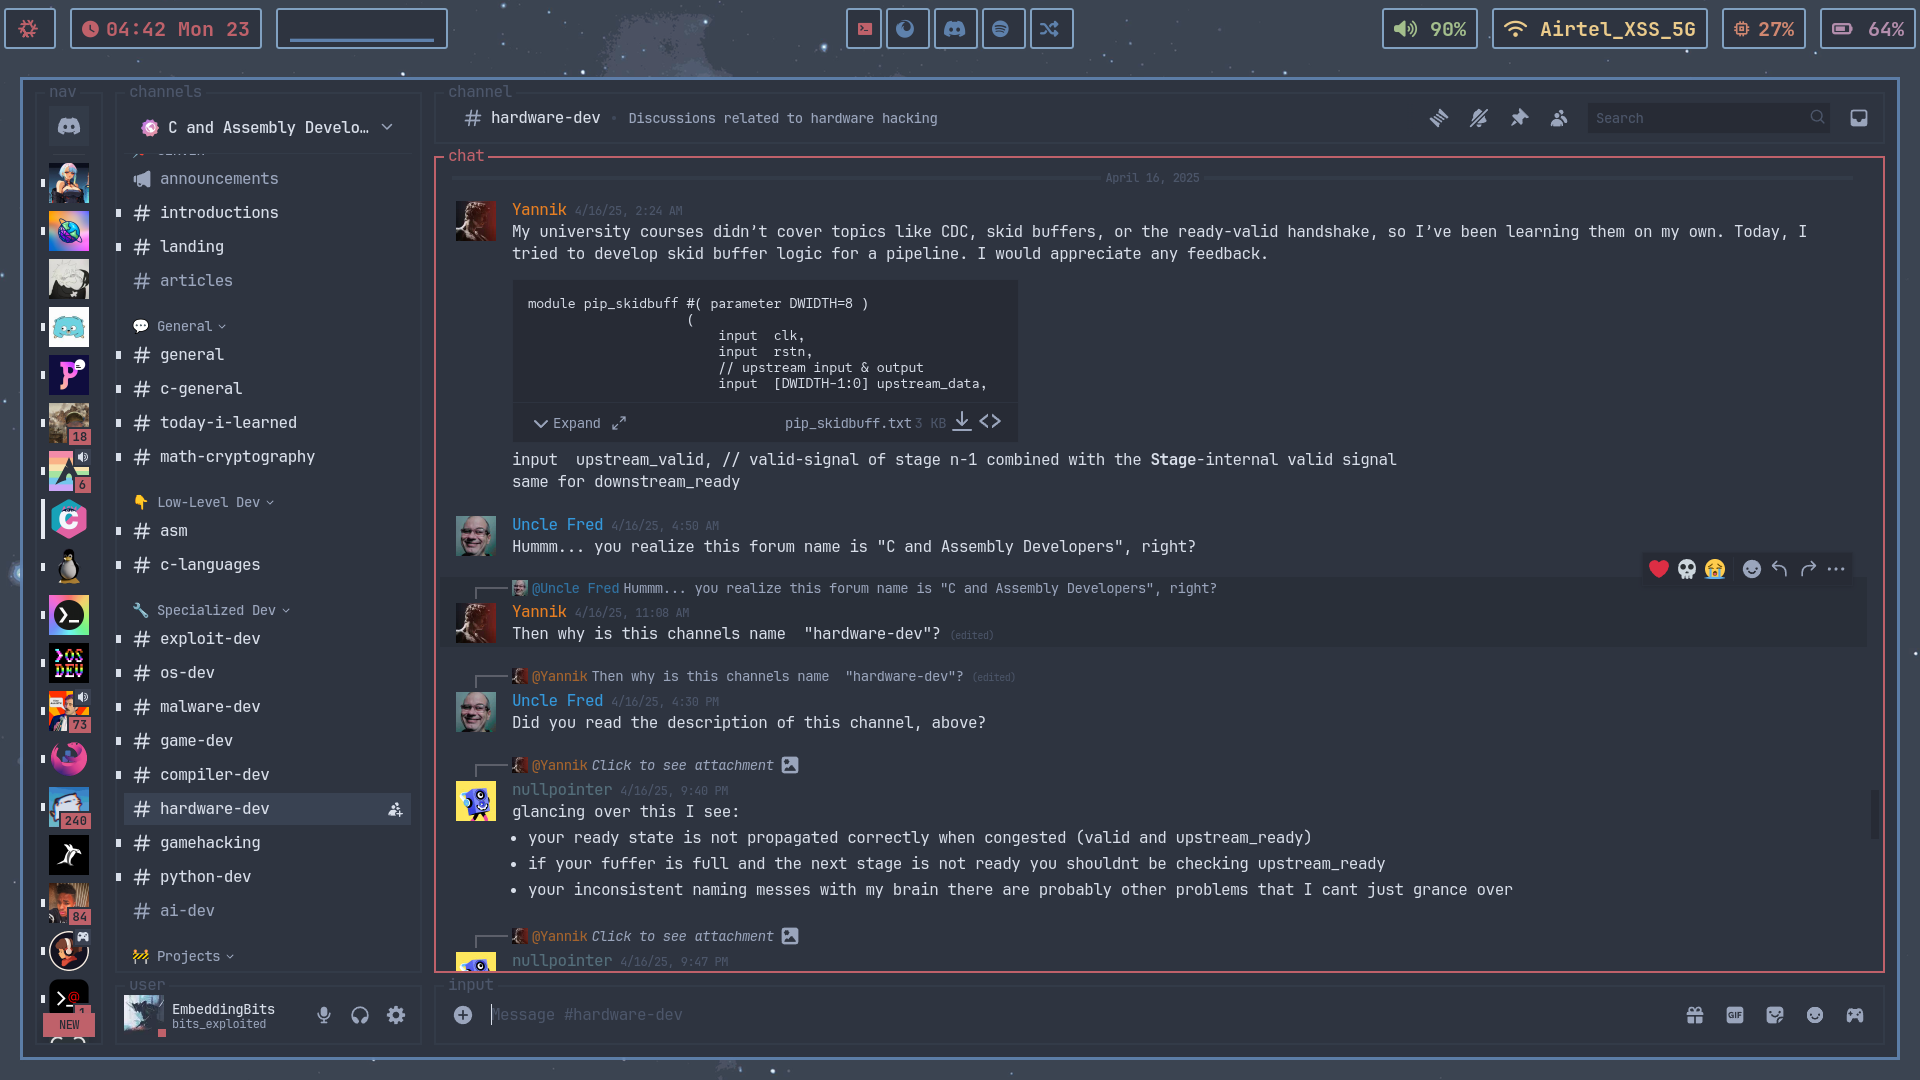 04:42 Mon 23
90%
Airtel_XSS_5G
27%
64%
nav
channels
channel
C and Assembly Develo…
# hardware-dev • Discussions related to hardware hacking
Search
announcements
# introductions
# landing
# articles
General
# general
# c-general
# today-i-learned
# math-cryptography
Low-Level Dev
# asm
# c-languages
Specialized Dev
# exploit-dev
# os-dev
# malware-dev
# game-dev
# compiler-dev
# hardware-dev
# gamehacking
# python-dev
# ai-dev
Projects
18
6
C
>OS
DEV
73
240
84
>_@
1
NEW
chat
April 16, 2025
Yannik 4/16/25, 2:24 AM
My university courses didn’t cover topics like CDC, skid buffers, or the ready-valid handshake, so I’ve been learning them on my own. Today, I
tried to develop skid buffer logic for a pipeline. I would appreciate any feedback.
module pip_skidbuff #( parameter DWIDTH=8 )
(
input  clk,
input  rstn,
// upstream input & output
input  [DWIDTH-1:0] upstream_data,
Expand
pip_skidbuff.txt 3 KB
input  upstream_valid, // valid-signal of stage n-1 combined with the Stage-internal valid signal
same for downstream_ready
Uncle Fred 4/16/25, 4:50 AM
Hummm... you realize this forum name is "C and Assembly Developers", right?
@Uncle Fred Hummm... you realize this forum name is "C and Assembly Developers", right?
Yannik 4/16/25, 11:08 AM
Then why is this channels name  "hardware-dev"? (edited)
@Yannik Then why is this channels name  "hardware-dev"? (edited)
Uncle Fred 4/16/25, 4:30 PM
Did you read the description of this channel, above?
@Yannik Click to see attachment
nullpointer 4/16/25, 9:40 PM
glancing over this I see:
• your ready state is not propagated correctly when congested (valid and upstream_ready)
• if your fuffer is full and the next stage is not ready you shouldnt be checking upstream_ready
• your inconsistent naming messes with my brain there are probably other problems that I cant just grance over
@Yannik Click to see attachment
nullpointer 4/16/25, 9:47 PM
user
EmbeddingBits
bits_exploited
input
Message #hardware-dev
GIF